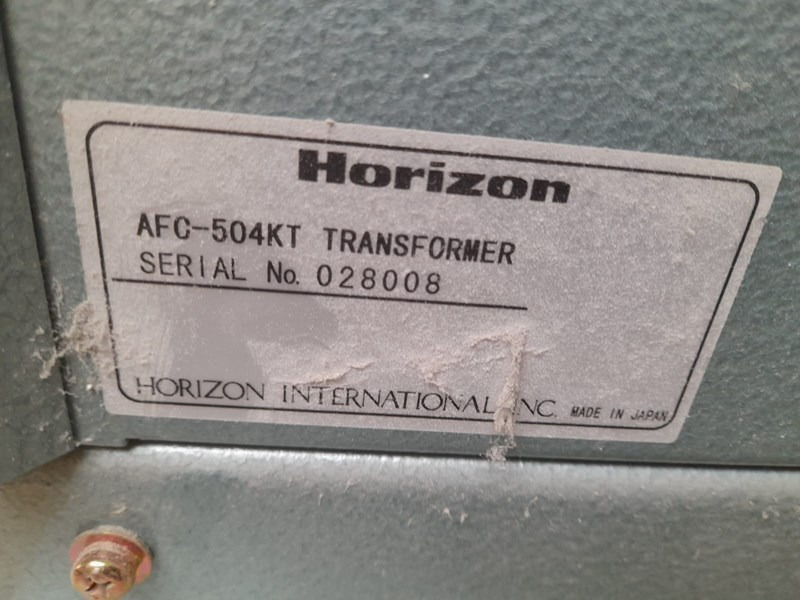 Horizon
AFC-504KT TRANSFORMER
SERIAL No. 028008
HORIZON INTERNATIONAL INC. MADE IN JAPAN